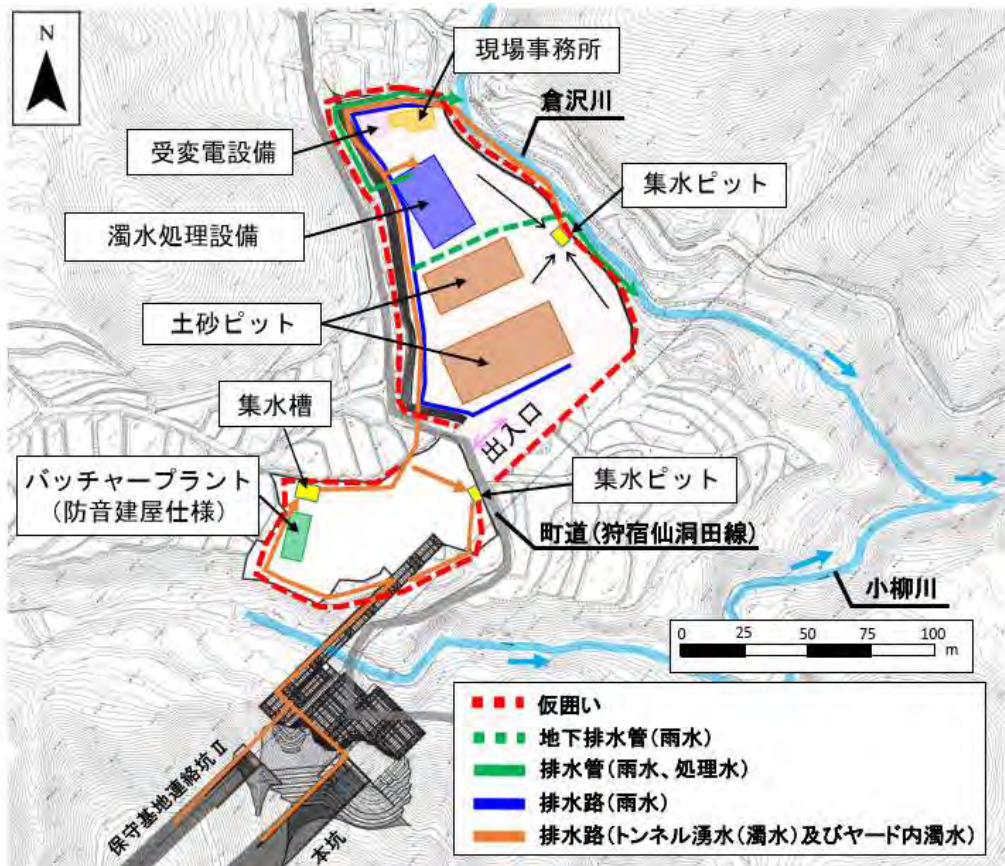 N
現場事務所
倉沢川
受変電設備
集水ピット
濁水処理設備
土砂ピット
集水槽
出入口
バッチャープラント
(防音建屋仕様)
集水ピット
町道(狩宿仙洞田線)
小柳川
0 25 50 75 100
m
仮囲い
地下排水管(雨水)
排水管(雨水、処理水)
排水路(雨水)
排水路(トンネル湧水(濁水)及びヤード内濁水)
保守基地連絡坑Ⅱ
本坑